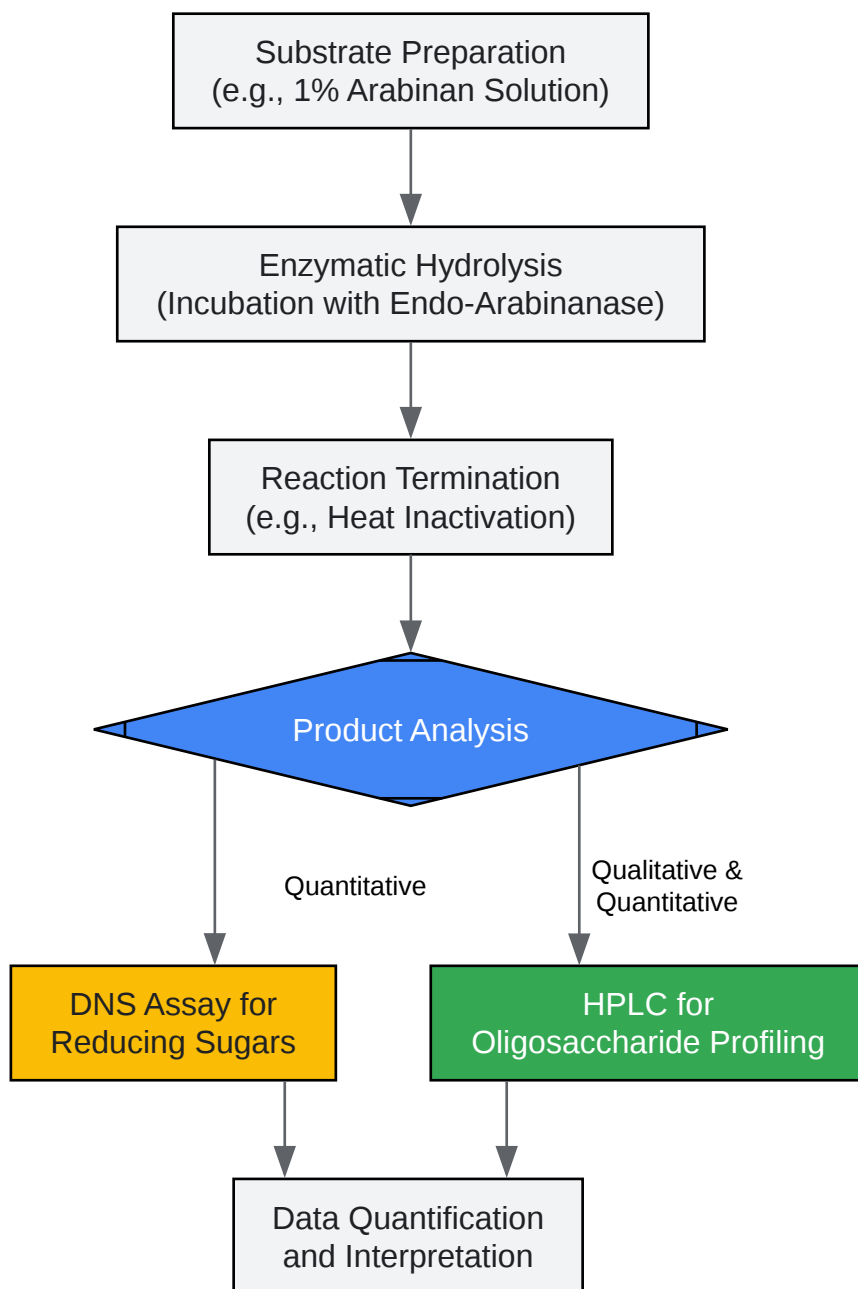 Substrate Preparation
(e.g., 1% Arabinan Solution)
Enzymatic Hydrolysis
(Incubation with Endo-Arabinanase)
Reaction Termination
(e.g., Heat Inactivation)
Product Analysis
Quantitative
Qualitative &
Quantitative
DNS Assay for
Reducing Sugars
HPLC for
Oligosaccharide Profiling
Data Quantification
and Interpretation